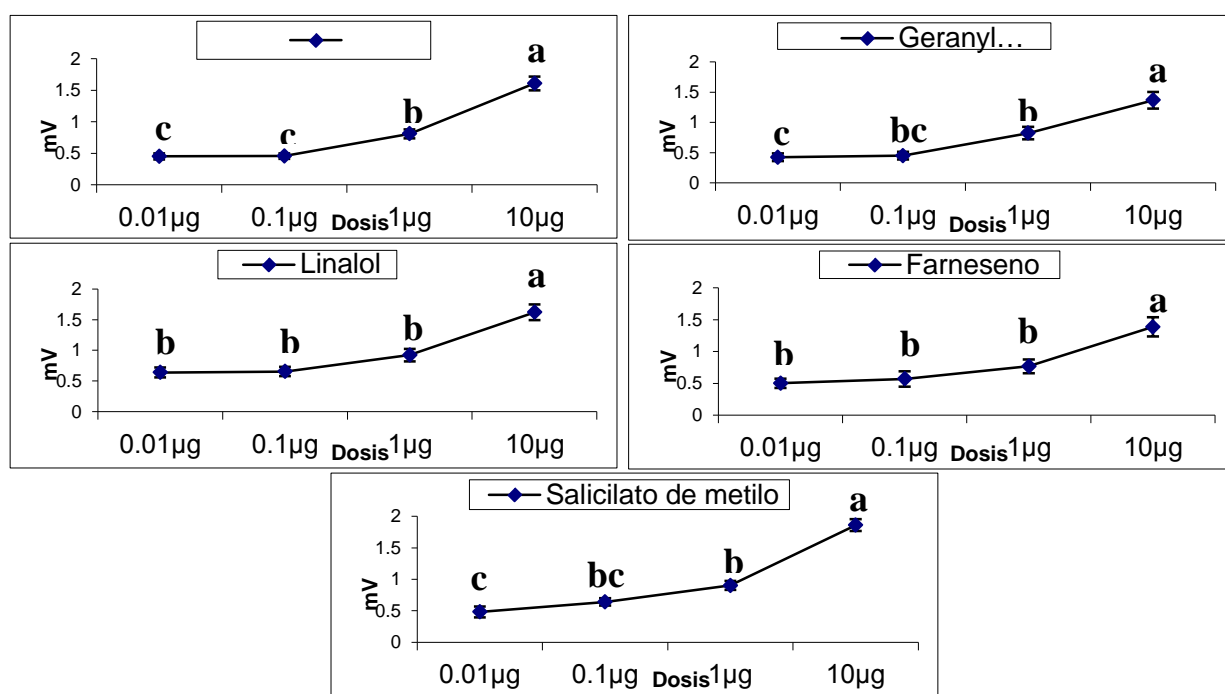 2
1.5
1
0.5
0
mV
c c b a
0.01µg 0.1µg Dosis 1µg 10µg
Geranyl...
2
1.5
1
0.5
0
mV
c bc b a
0.01µg 0.1µg Dosis 1µg 10µg
Linalol
2
1.5
1
0.5
0
mV
b b b a
0.01µg 0.1µg Dosis 1µg 10µg
Farneseno
2
1.5
1
0.5
0
mV
b b b a
0.01µg 0.1µg Dosis 1µg 10µg
Salicilato de metilo
2
1.5
1
0.5
0
mV
c bc b a
0.01µg 0.1µg Dosis 1µg 10µg